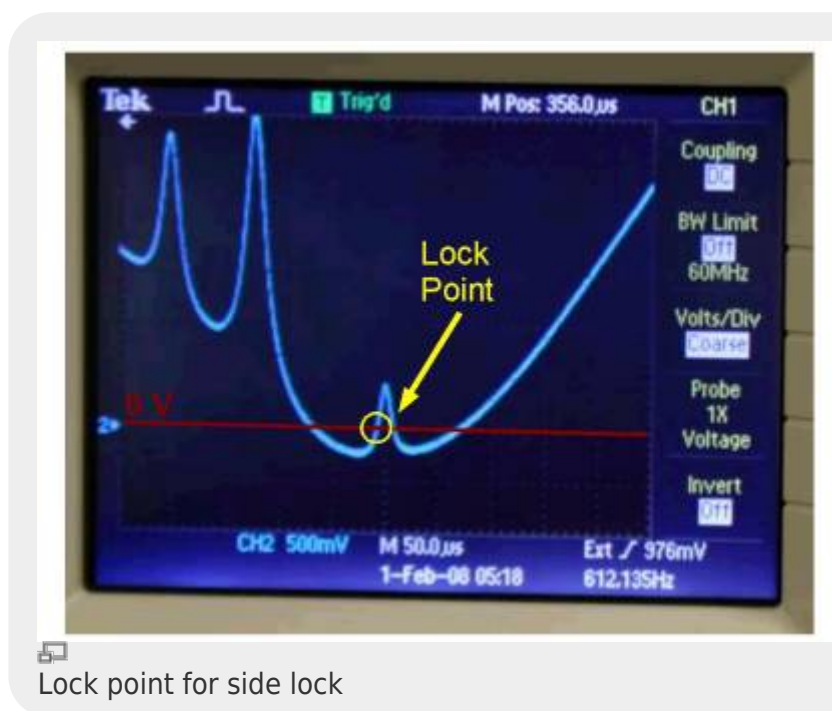 Tek Trig'd M Pos: 356.0µs CH1
Coupling
DC
BW Limit
Off
60MHz
Lock
Point
Volts/Div
Coarse
Probe
1X
Voltage
0 V
2
Invert
Off
CH2 500mV M 50.0µs Ext 976mV
1-Feb-08 05:18 612.135Hz
Lock point for side lock